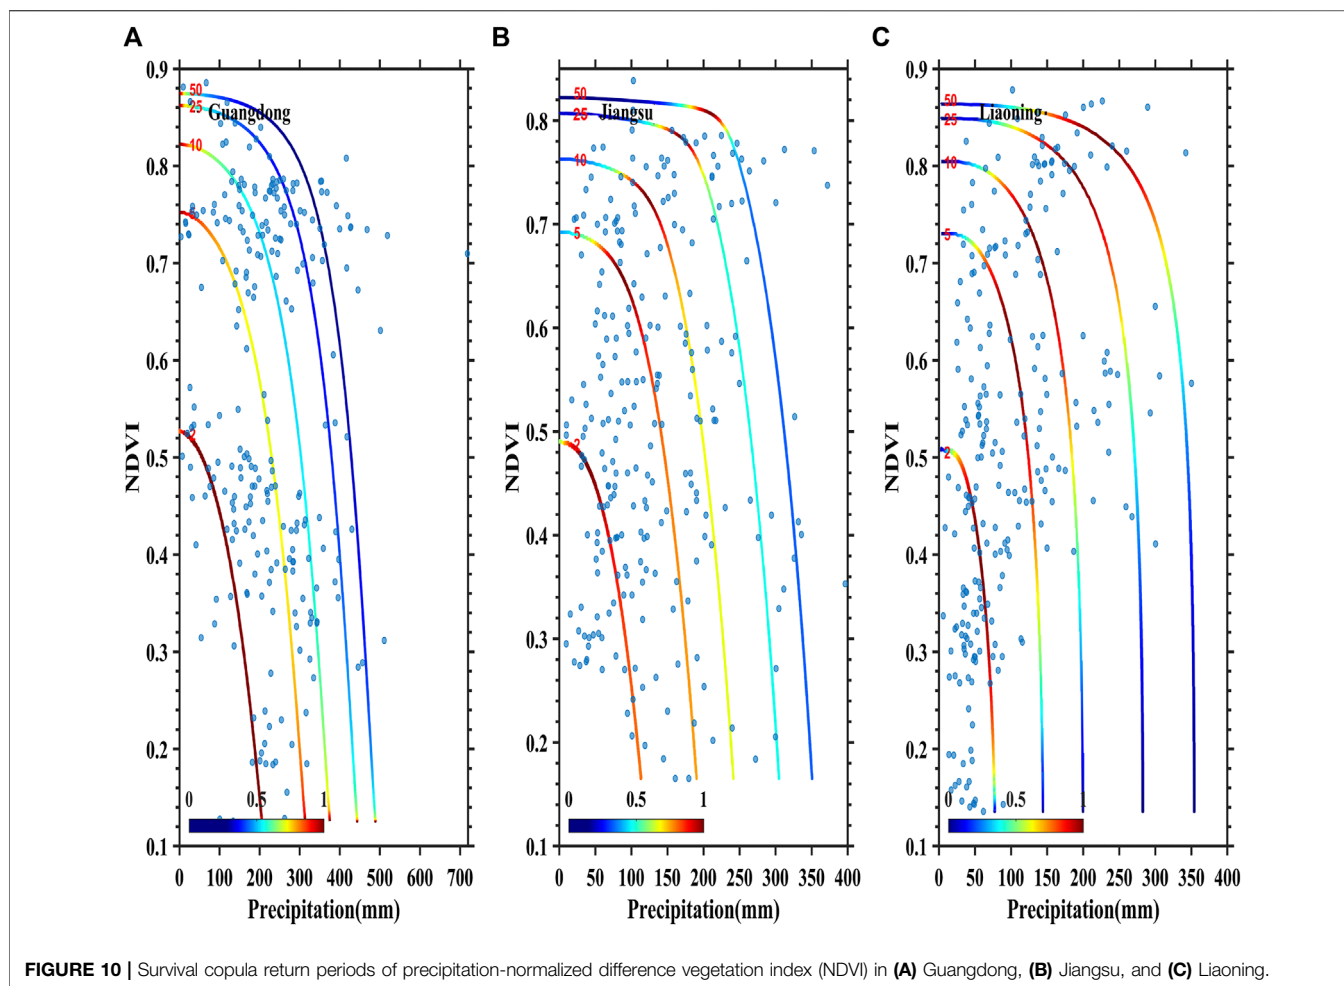 A
B
C
0.9
0.8
0.7
0.6
0.5
0.4
0.3
0.2
0.1
NDVI
50
25
10
5
2
Guangdong
0 0.5 1
0 100 200 300 400 500 600 700
Precipitation(mm)
0.8
0.7
0.6
0.5
0.4
0.3
0.2
0.1
NDVI
50
25
10
5
2
Jiangsu
0 0.5 1
0 50 100 150 200 250 300 350 400
Precipitation(mm)
0.9
0.8
0.7
0.6
0.5
0.4
0.3
0.2
0.1
NDVI
50
25
10
5
2
Liaoning
0 0.5 1
0 50 100 150 200 250 300 350 400
Precipitation(mm)
FIGURE 10 | Survival copula return periods of precipitation-normalized difference vegetation index (NDVI) in (A) Guangdong, (B) Jiangsu, and (C) Liaoning.